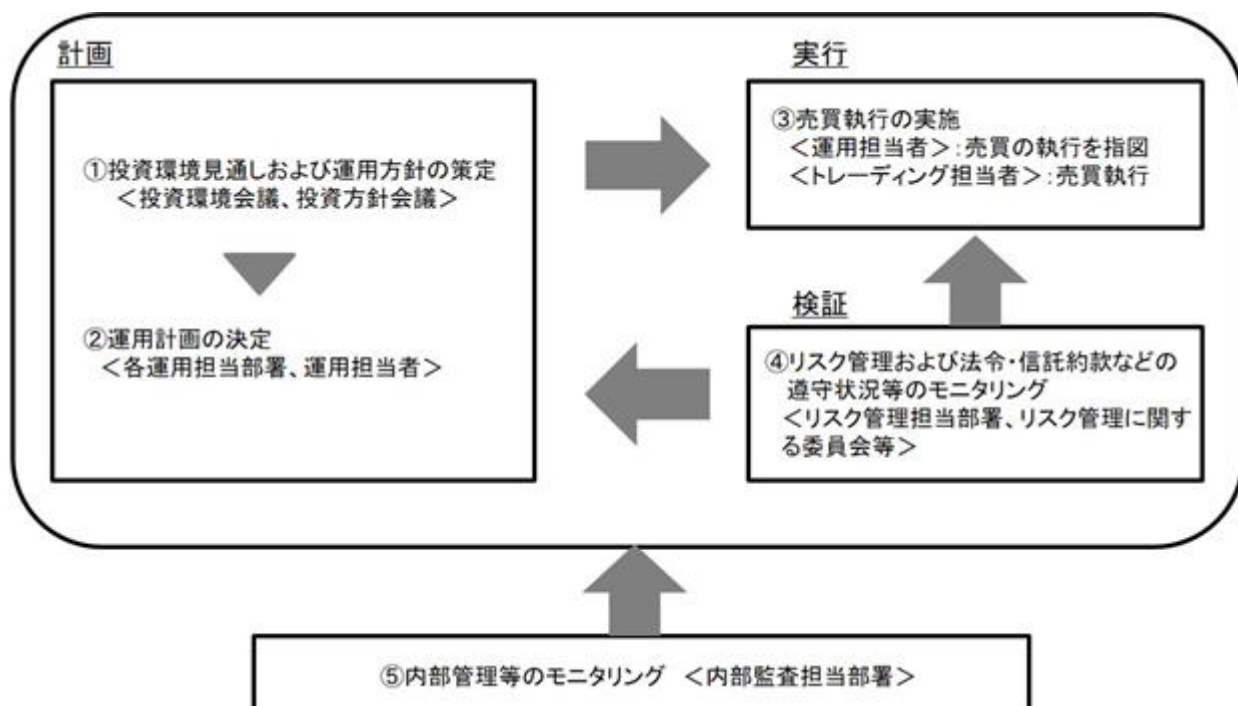 計画
①投資環境見通しおよび運用方針の策定
＜投資環境会議、投資方針会議＞
②運用計画の決定
＜各運用担当部署、運用担当者＞
実行
③売買執行の実施
＜運用担当者＞：売買の執行を指図
＜トレーディング担当者＞：売買執行
検証
④リスク管理および法令・信託約款などの
遵守状況等のモニタリング
＜リスク管理担当部署、リスク管理に関す
る委員会等＞
⑤内部管理等のモニタリング ＜内部監査担当部署＞